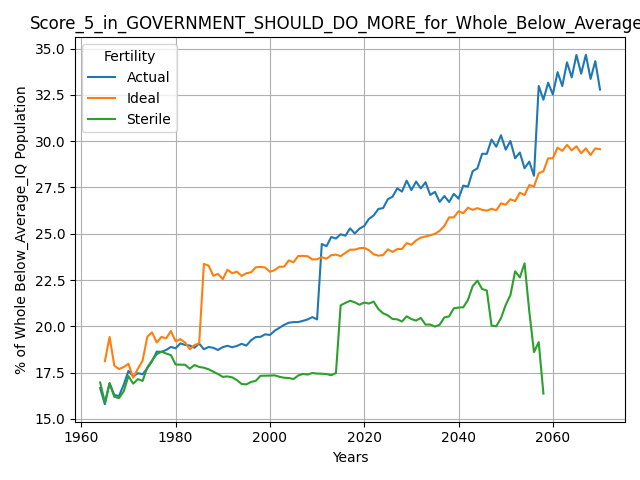 Score_5_in_GOVERNMENT_SHOULD_DO_MORE_for_Whole_Below_Average
Fertility
Actual
Ideal
Sterile
% of Whole Below_Average_IQ Population
35.0
32.5
30.0
27.5
25.0
22.5
20.0
17.5
15.0
1960
1980
2000
2020
2040
2060
Years